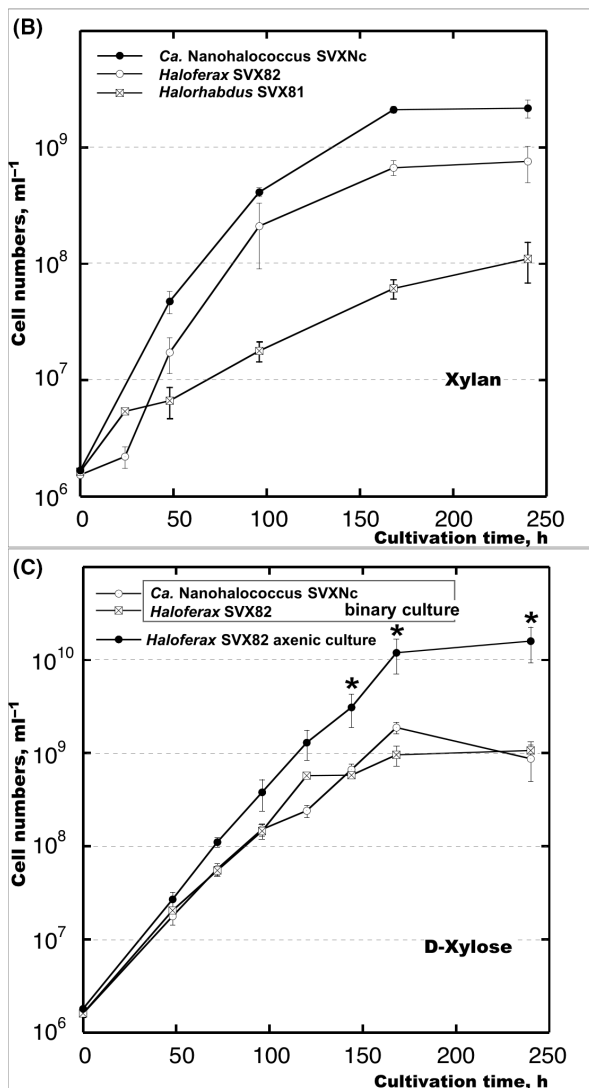 (B)
Ca. Nanohalococcus SVXNc
Haloferax SVX82
Halorhabdus SVX81
Cell numbers, ml⁻¹
10⁹
10⁸
10⁷
10⁶
Xylan
0 50 100 150 200 250
Cultivation time, h
(C)
Ca. Nanohalococcus SVXNc
Haloferax SVX82
binary culture
Haloferax SVX82 axenic culture
* * *
Cell numbers, ml⁻¹
10¹⁰
10⁹
10⁸
10⁷
10⁶
D-Xylose
0 50 100 150 200 250
Cultivation time, h